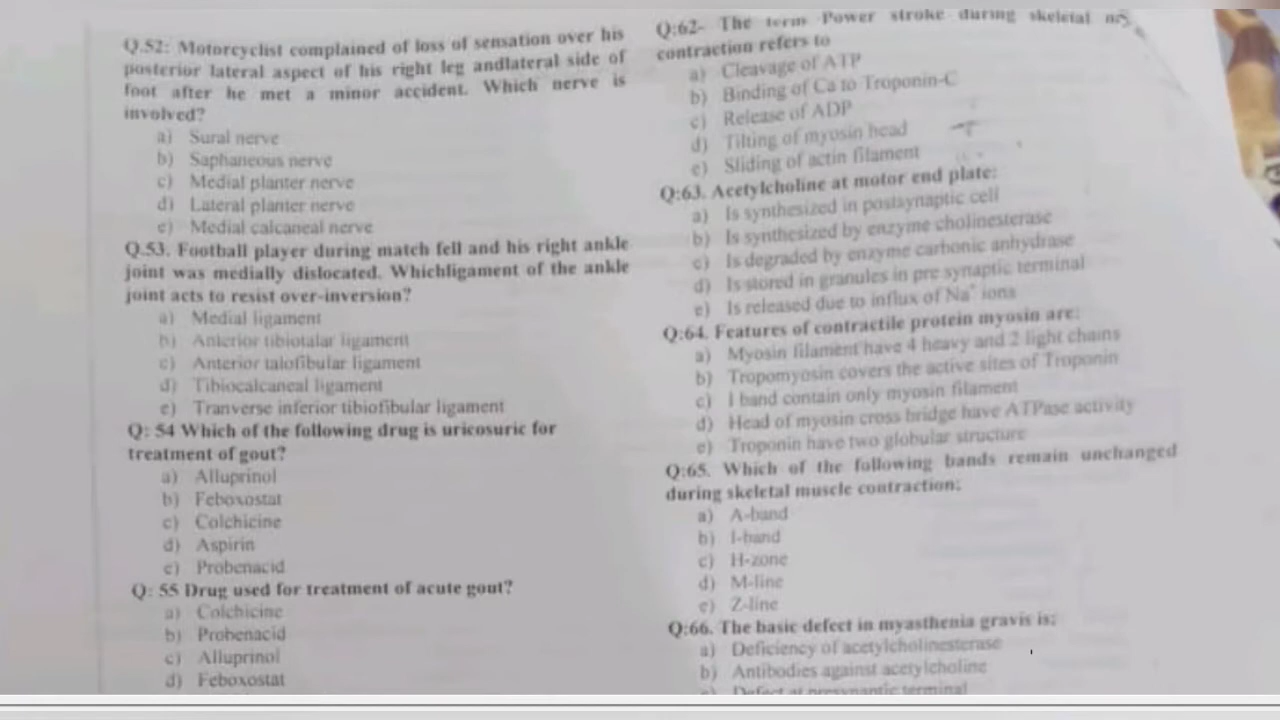 Q.52: Motorcyclist complained of loss of sensation over his
posterior lateral aspect of his right leg andlateral side of
foot after he met a minor accident. Which nerve is
involved?
a) Sural nerve
b) Saphaneous nerve
c) Medial planter nerve
d) Lateral planter nerve
e) Medial calcaneal nerve
Q.53. Football player during match fell and his right ankle
joint was medially dislocated. Whichligament of the ankle
joint acts to resist over-inversion?
a) Medial ligament
b) Anterior tibiotalar ligament
c) Anterior talofibular ligament
d) Tibiocalcaneal ligament
e) Tranverse inferior tibiofibular ligament
Q: 54 Which of the following drug is uricosuric for
treatment of gout?
a) Alluprinol
b) Feboxostat
c) Colchicine
d) Aspirin
e) Probenacid
Q: 55 Drug used for treatment of acute gout?
a) Colchicine
b) Probenacid
c) Alluprinol
d) Feboxostat
Q:62- The term Power stroke during skeletal
contraction refers to
a) Cleavage of ATP
b) Binding of Ca to Troponin-C
c) Release of ADP
d) Tilting of myosin head
e) Sliding of actin filament
Q:63. Acetylcholine at motor end plate:
a) Is synthesized in postsynaptic cell
b) Is synthesized by enzyme cholinesterase
c) Is degraded by enzyme carbonic anhydrase
d) Is stored in granules in pre synaptic terminal
e) Is released due to influx of Na+ ions
Q:64. Features of contractile protein myosin are:
a) Myosin filament have 4 heavy and 2 light chains
b) Tropomyosin covers the active sites of Troponin
c) I band contain only myosin filament
d) Head of myosin cross bridge have ATPase activity
e) Troponin have two globular structure
Q:65. Which of the following bands remain unchanged
during skeletal muscle contraction:
a) A-band
b) I-band
c) H-zone
d) M-line
e) Z-line
Q:66. The basic defect in myasthenia gravis is:
a) Deficiency of acetylcholinesterase
b) Antibodies against acetylcholine
c) Defect at presynaptic terminal